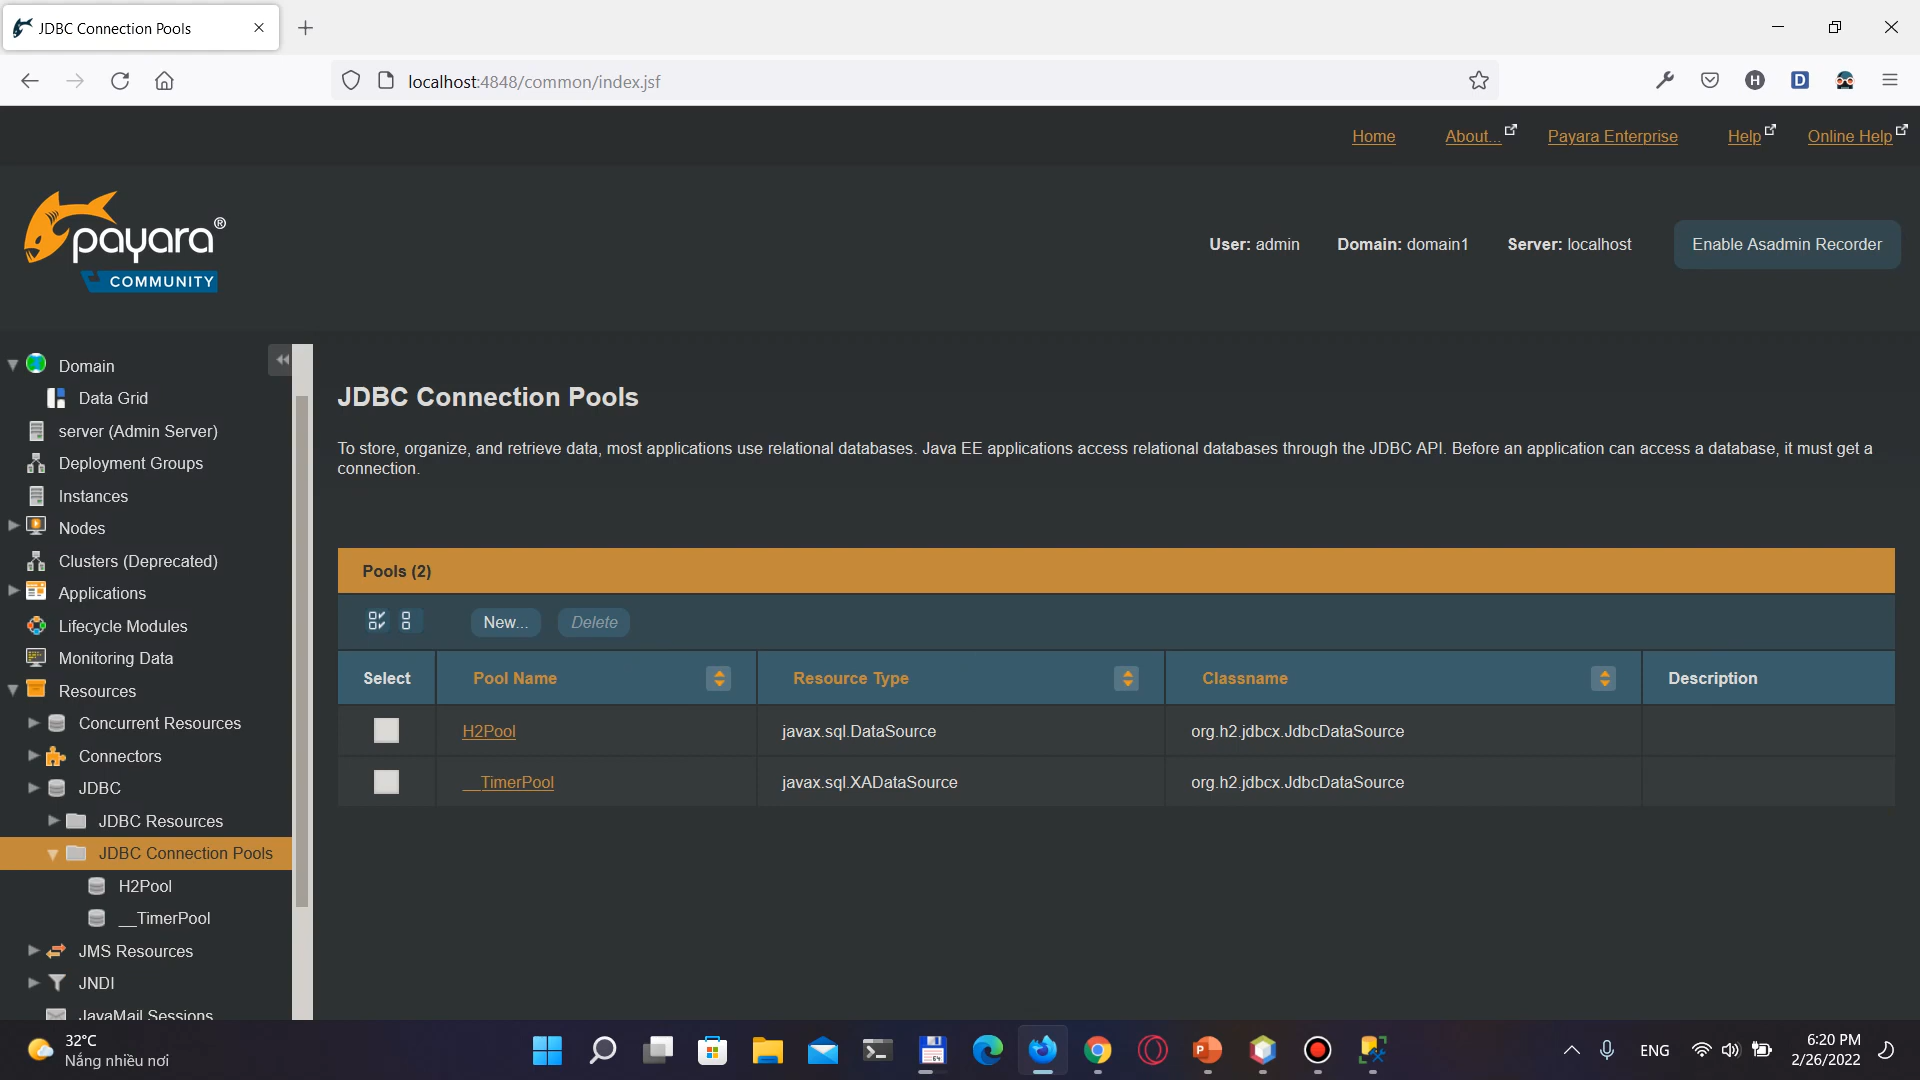 JDBC Connection Pools
localhost:4848/common/index.jsf
H
D
Home
About...
Payara Enterprise
Help
Online Help
payara®
COMMUNITY
User: admin
Domain: domain1
Server: localhost
Enable Asadmin Recorder
Domain
Data Grid
server (Admin Server)
Deployment Groups
Instances
Nodes
Clusters (Deprecated)
Applications
Lifecycle Modules
Monitoring Data
Resources
Concurrent Resources
Connectors
JDBC
JDBC Resources
JDBC Connection Pools
H2Pool
__TimerPool
JMS Resources
JNDI
JavaMail Sessions
JDBC Connection Pools
To store, organize, and retrieve data, most applications use relational databases. Java EE applications access relational databases through the JDBC API. Before an application can access a database, it must get a
connection.
Pools (2)
New...
Delete
Select
Pool Name
Resource Type
Classname
Description
H2Pool
javax.sql.DataSource
org.h2.jdbcx.JdbcDataSource
__TimerPool
javax.sql.XADataSource
org.h2.jdbcx.JdbcDataSource
32°C
Nắng nhiều nơi
64
P
ENG
6:20 PM
2/26/2022